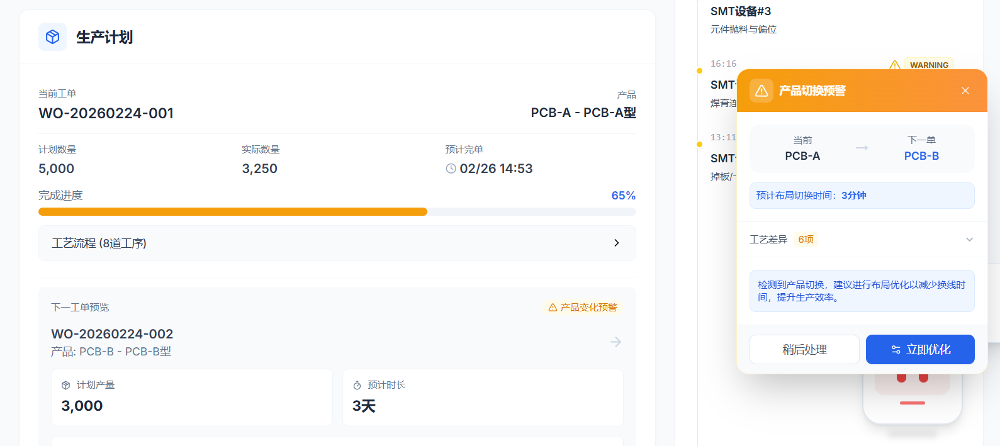 生产计划
当前工单
产品
WO-20260224-001
PCB-A - PCB-A型
计划数量
实际数量
预计完单
5,000
3,250
02/26 14:53
完成进度
65%
工艺流程 (8道工序)
下一工单预览
产品变化预警
WO-20260224-002
产品: PCB-B - PCB-B型
计划产量
3,000
预计时长
3天
SMT设备#3
元件抛料与偏位
16:16
WARNING
SMT
焊膏连
13:11
SMT
掉板/
产品切换预警
当前
下一单
PCB-A
PCB-B
预计布局切换时间: 3分钟
工艺差异 6项
检测到产品切换，建议进行布局优化以减少换线时
间，提升生产效率。
稍后处理
立即优化